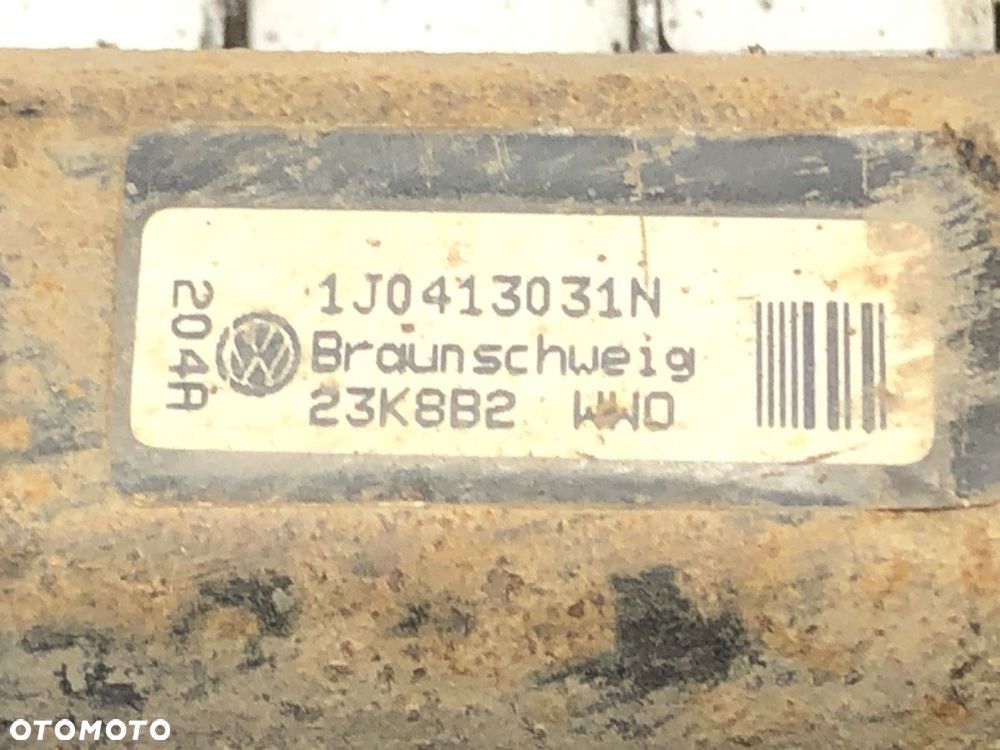 204A
1J0413031N
Braunschweig
23K8B2 WWO
OTOMOTO